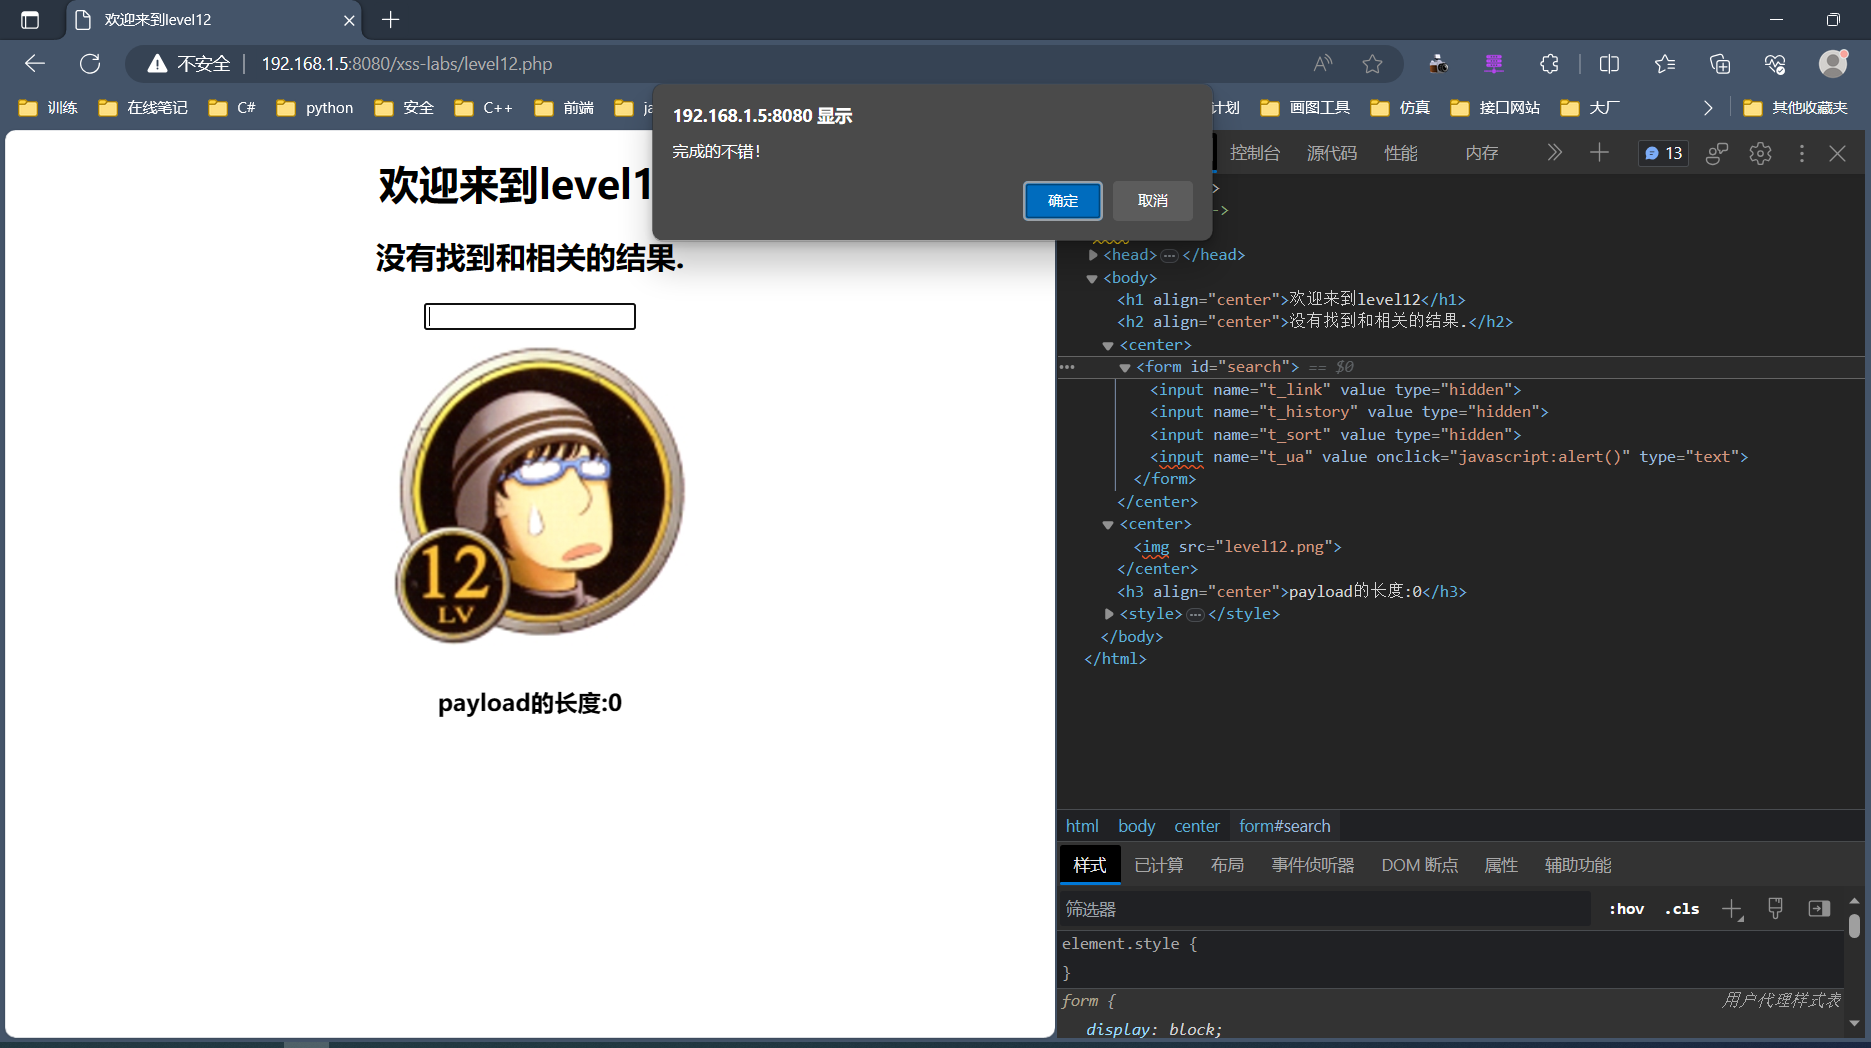 欢迎来到level12
不安全 192.168.1.5:8080/xss-labs/level12.php
训练 在线笔记 C# python 安全 C++ 前端 计划 画图工具 仿真 接口网站 大厂 其他收藏夹
192.168.1.5:8080 显示
完成的不错!
确定 取消
欢迎来到level1
没有找到和相关的结果.
12
LV
payload的长度:0
控制台 源代码 性能 内存 13
<head> ··· </head>
<body>
<h1 align="center">欢迎来到level12</h1>
<h2 align="center">没有找到和相关的结果.</h2>
<center>
<form id="search"> == $0
<input name="t_link" value type="hidden">
<input name="t_history" value type="hidden">
<input name="t_sort" value type="hidden">
<input name="t_ua" value onclick="javascript:alert()" type="text">
</form>
</center>
<center>
<img src="level12.png">
</center>
<h3 align="center">payload的长度:0</h3>
<style> ··· </style>
</body>
</html>
html body center form#search
样式 已计算 布局 事件侦听器 DOM 断点 属性 辅助功能
筛选器 :hov .cls
element.style {
}
form { 用户代理样式表
display: block;